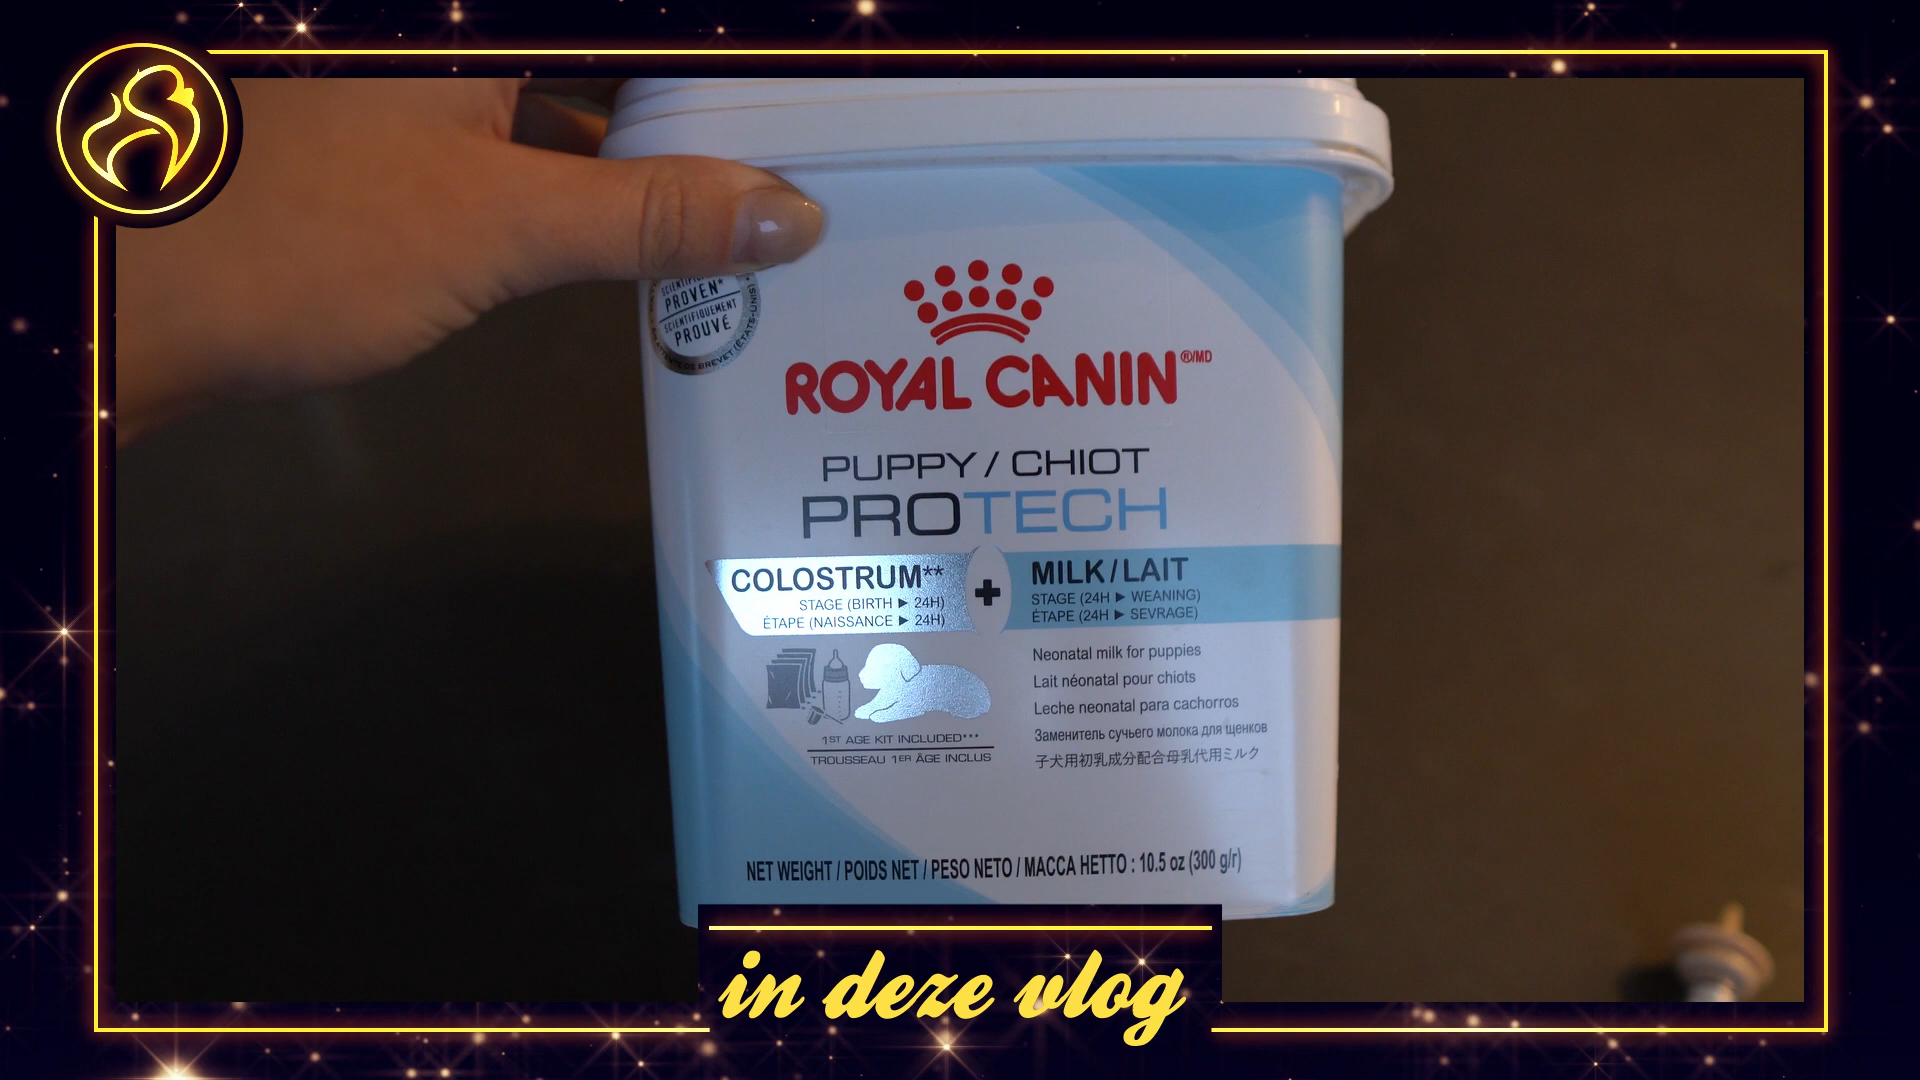 PROVEN*
SCIENTIFIQUEMENT
PROUVÉ
ROYAL CANIN®/MD
PUPPY / CHIOT
PROTECH
COLOSTRUM**
STAGE (BIRTH ▶ 24H)
ÉTAPE (NAISSANCE ▶ 24H)
+
MILK / LAIT
STAGE (24H ▶ WEANING)
ÉTAPE (24H ▶ SEVRAGE)
1ST AGE KIT INCLUDED***
TROUSSEAU 1ER ÂGE INCLUS
Neonatal milk for puppies
Lait néonatal pour chiots
Leche neonatal para cachorros
Заменитель сучьего молока для щенков
子犬用初乳成分配合母乳代用ミルク
NET WEIGHT / POIDS NET / PESO NETO / МАССА НЕТТО : 10.5 oz (300 g/г)
in deze vlog